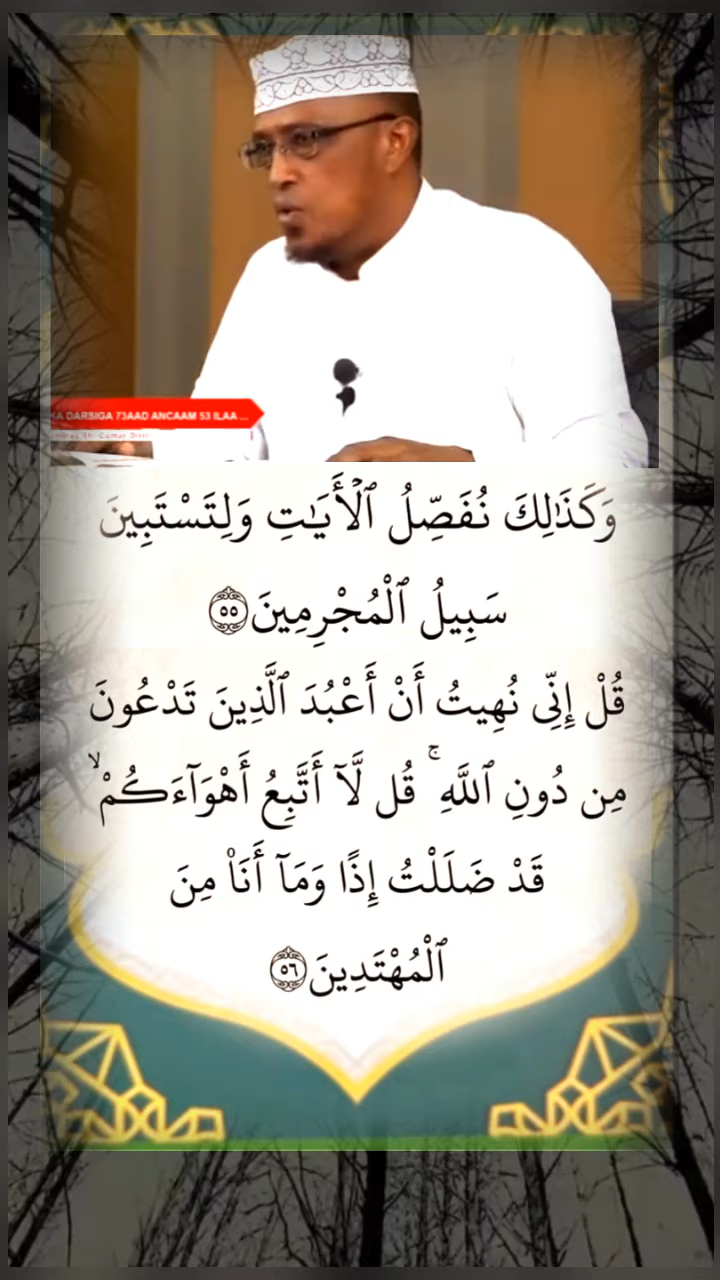 KA DARSIGA 73AAD ANCAAM 53 ILAA ...
وَكَذَٰلِكَ نُفَصِّلُ ٱلْأَيَـٰتِ وَلِتَسْتَبِينَ
سَبِيلُ ٱلْمُجْرِمِينَ ٥٥
قُلْ إِنِّى نُهِيتُ أَنْ أَعْبُدَ ٱلَّذِينَ تَدْعُونَ
مِن دُونِ ٱللَّهِ ۚ قُل لَّآ أَتَّبِعُ أَهْوَآءَكُمْ ۙ
قَدْ ضَلَلْتُ إِذًا وَمَآ أَنَا۠ مِنَ
ٱلْمُهْتَدِينَ ٥٦